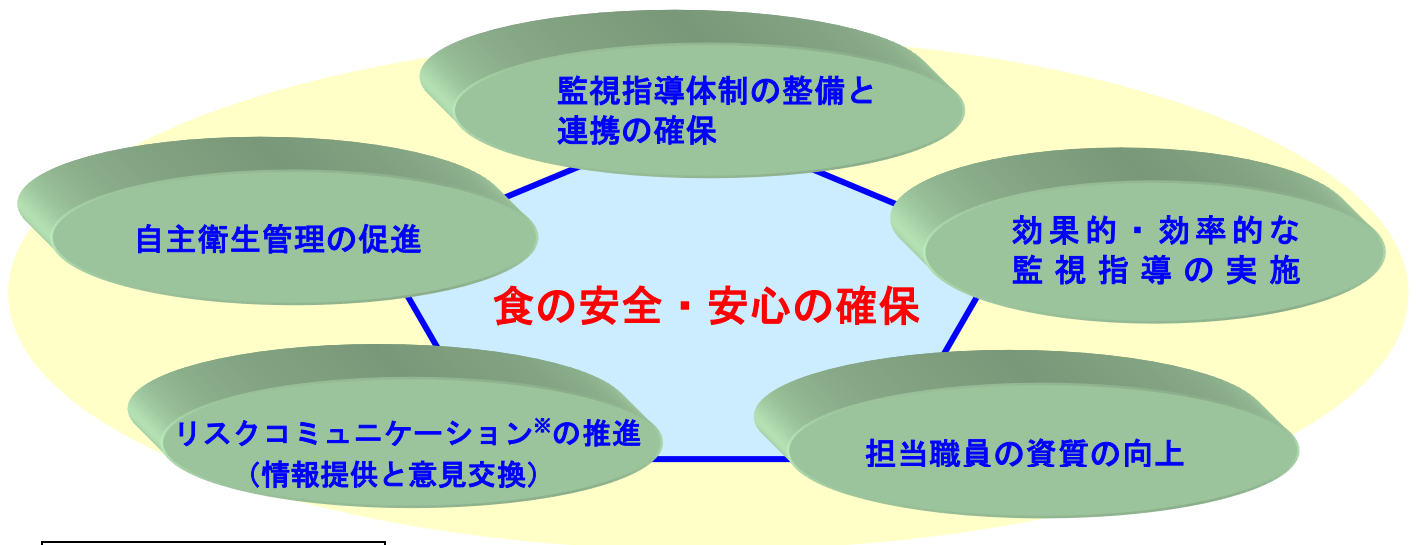 監視指導体制の整備と
連携の確保
自主衛生管理の促進
効果的・効率的な
監視指導の実施
食の安全・安心の確保
リスクコミュニケーション※の推進
（情報提供と意見交換）
担当職員の資質の向上